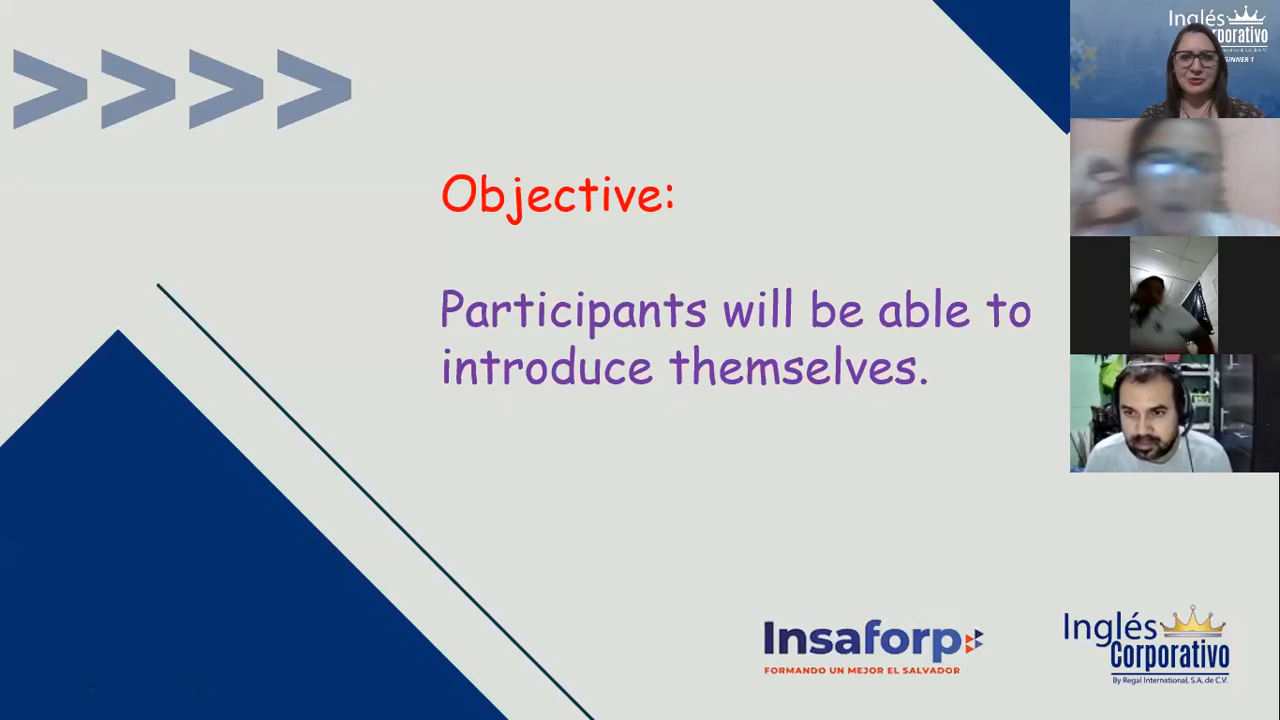 Objective:
Participants will be able to
introduce themselves.
Insaforp
FORMANDO UN MEJOR EL SALVADOR
Inglés
Corporativo
By Regal International, S.A. de C.V.
Inglés